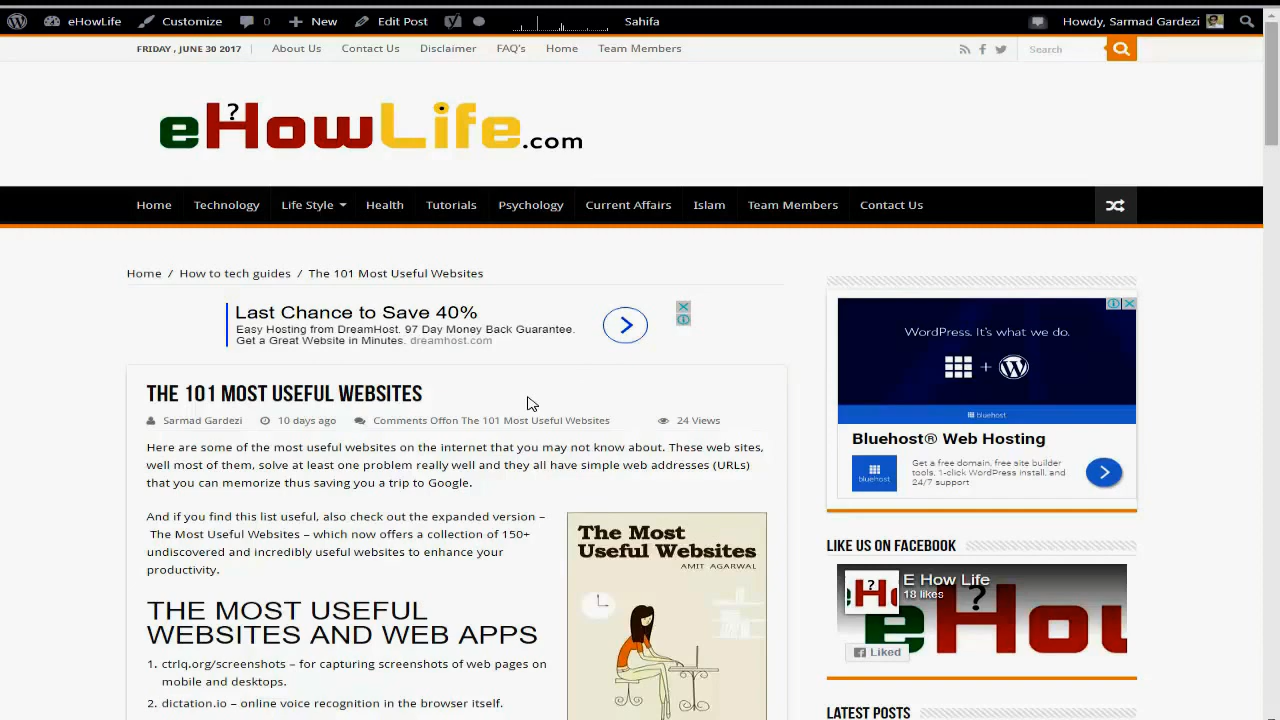 eHowLife Customize 0 New Edit Post Sahifa Howdy, Sarmad Gardezi
FRIDAY , JUNE 30 2017 About Us Contact Us Disclaimer FAQ's Home Team Members Search
eHowLife.com
?
Home Technology Life Style Health Tutorials Psychology Current Affairs Islam Team Members Contact Us
Home / How to tech guides / The 101 Most Useful Websites
Last Chance to Save 40%
Easy Hosting from DreamHost. 97 Day Money Back Guarantee.
Get a Great Website in Minutes. dreamhost.com
THE 101 MOST USEFUL WEBSITES
Sarmad Gardezi 10 days ago Comments Offon The 101 Most Useful Websites 24 Views
Here are some of the most useful websites on the internet that you may not know about. These web sites,
well most of them, solve at least one problem really well and they all have simple web addresses (URLs)
that you can memorize thus saving you a trip to Google.
And if you find this list useful, also check out the expanded version –
The Most Useful Websites – which now offers a collection of 150+
undiscovered and incredibly useful websites to enhance your
productivity.
The Most
Useful Websites
AMIT AGARWAL
THE MOST USEFUL
WEBSITES AND WEB APPS
1. ctrlq.org/screenshots – for capturing screenshots of web pages on
mobile and desktops.
2. dictation.io – online voice recognition in the browser itself.
WordPress. It's what we do.
+
bluehost
Bluehost® Web Hosting
bluehost
Get a free domain, free site builder
tools, 1-click WordPress install, and
24/7 support
LIKE US ON FACEBOOK
H
?
E How Life
18 likes
eHou
?
Liked
LATEST POSTS